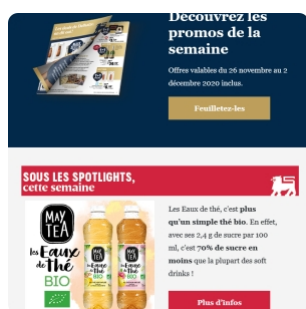 Découvrez les
promos de la
semaine
Offres valables du 26 novembre au 2
décembre 2020 inclus.
Feuilletez-les
SOUS LES SPOTLIGHTS,
cette semaine
MAY
TEA
les Eaux
de Thé
BIO
Les Eaux de thé, c'est plus
qu'un simple thé bio. En effet,
avec ses 2,4 g de sucre par 100
ml, c'est 70% de sucre en
moins que la plupart des soft
drinks !
Plus d'infos